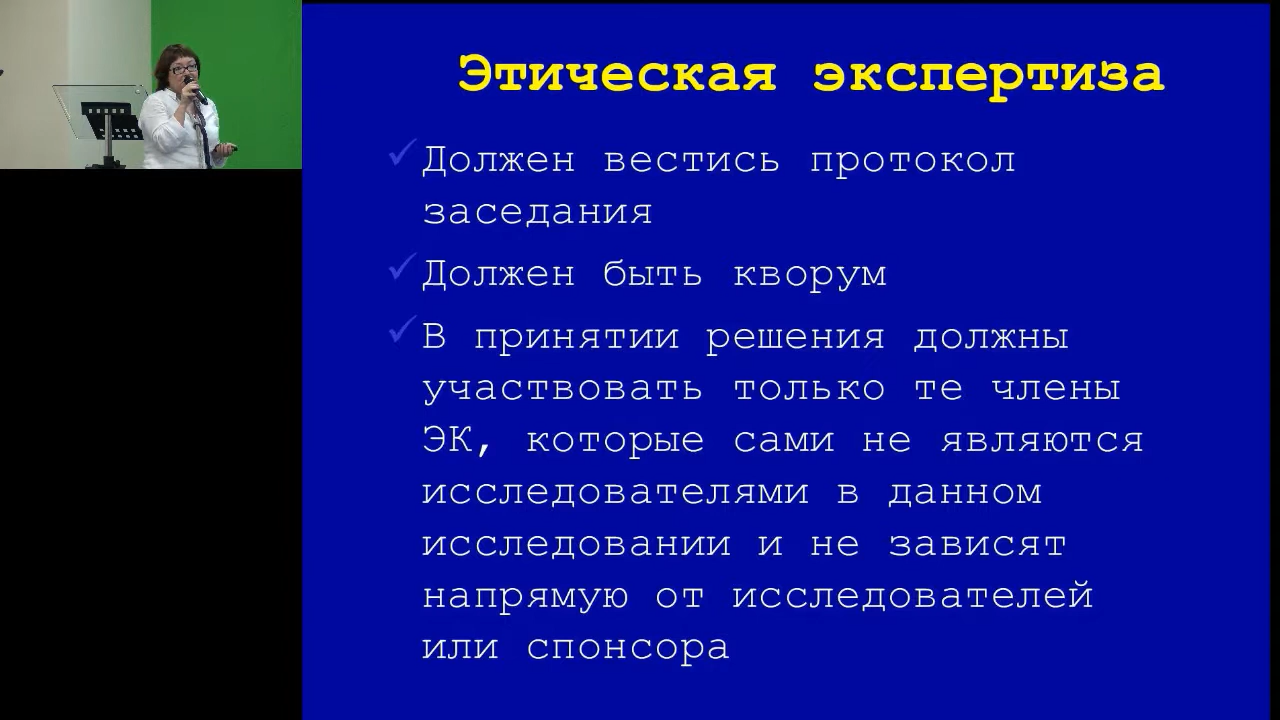 Этическая экспертиза
Должен вестись протокол
заседания
Должен быть кворум
В принятии решения должны
участвовать только те члены
ЭК, которые сами не являются
исследователями в данном
исследовании и не зависят
напрямую от исследователей
или спонсора